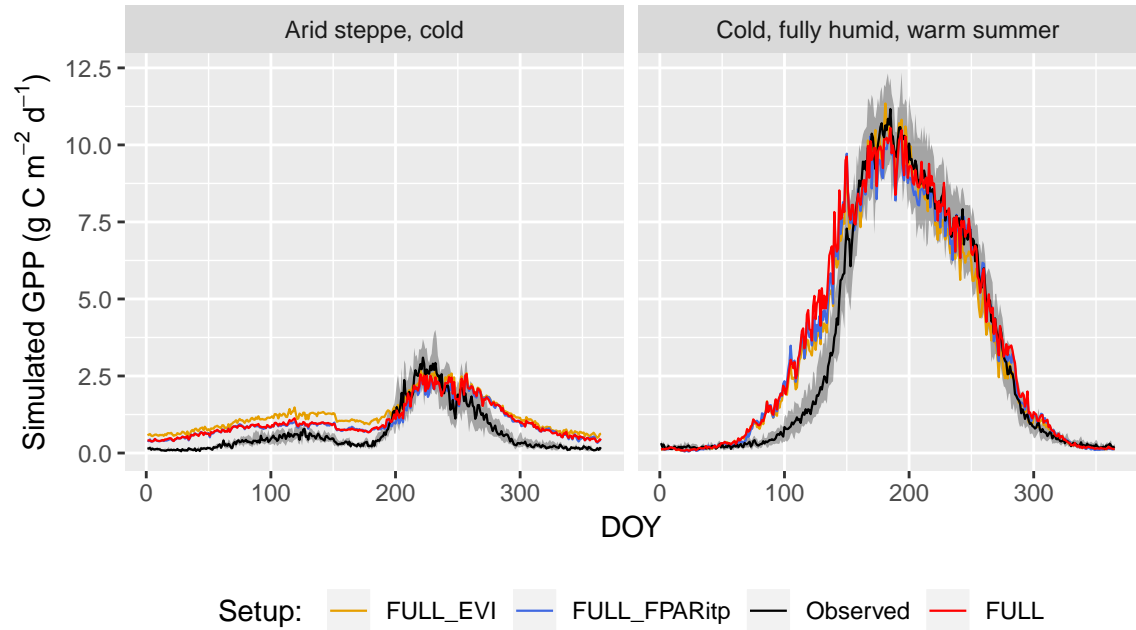 Arid steppe, cold
Cold, fully humid, warm summer
Simulated GPP (g C m⁻² d⁻¹)
12.5
10.0
7.5
5.0
2.5
0.0
0 100 200 300
0 100 200 300
DOY
Setup: FULL_EVI FULL_FPARitp Observed FULL